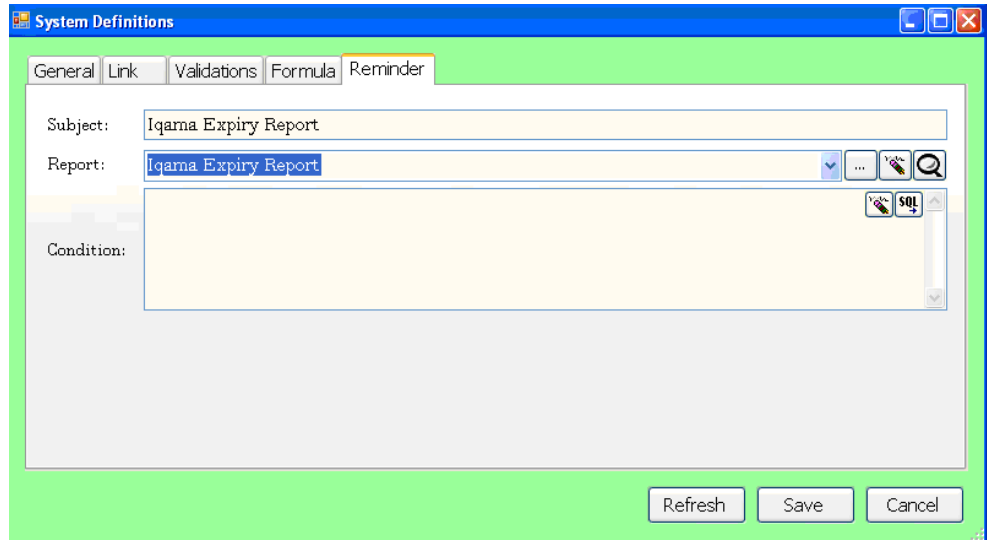 System Definitions
General Link Validations Formula Reminder
Subject: Iqama Expiry Report
Report: Iqama Expiry Report ...
SQL
Condition:
Refresh Save Cancel